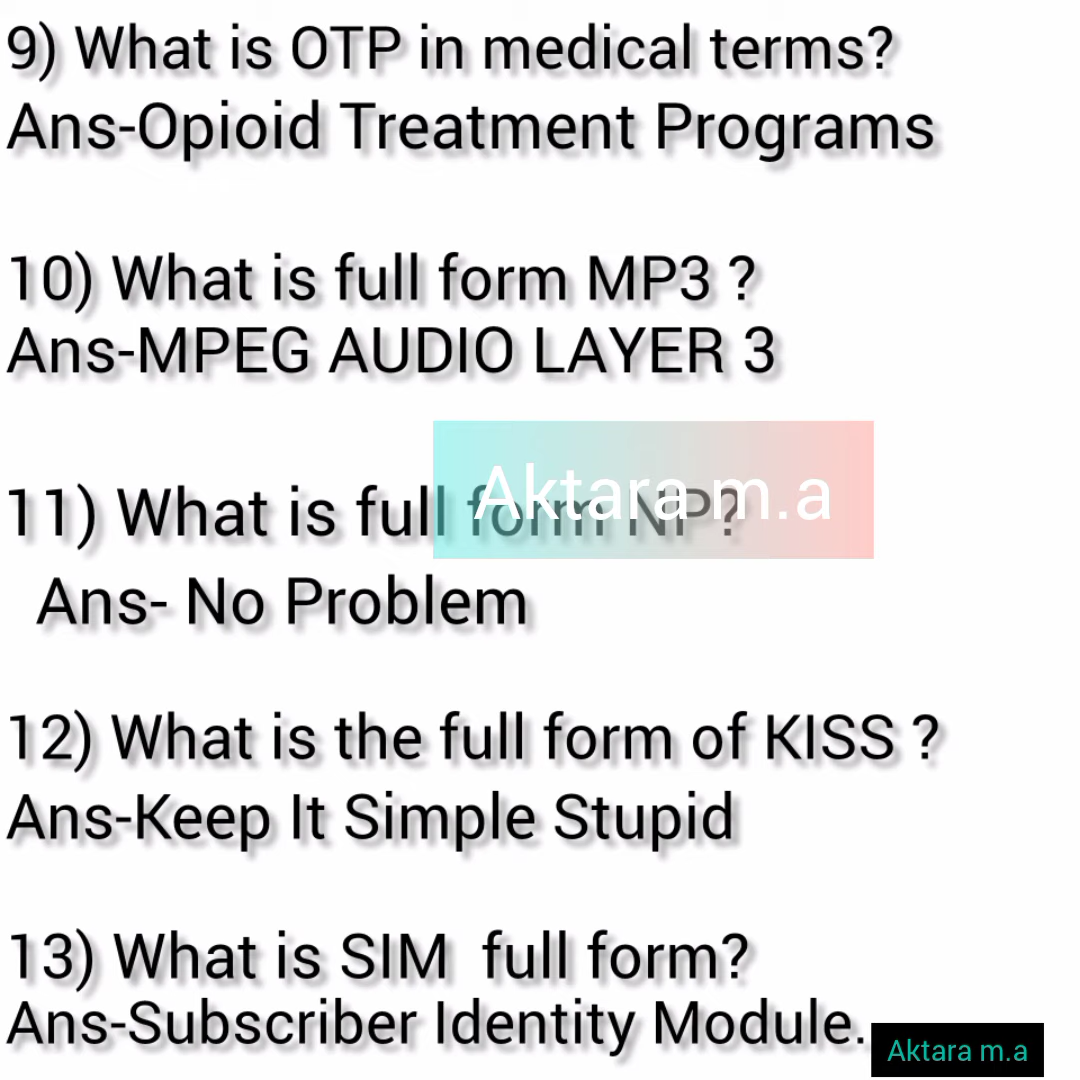 9) What is OTP in medical terms?
Ans-Opioid Treatment Programs
10) What is full form MP3 ?
Ans-MPEG AUDIO LAYER 3
Aktara m.a
11) What is full form NP?
Ans- No Problem
12) What is the full form of KISS ?
Ans-Keep It Simple Stupid
13) What is SIM  full form?
Ans-Subscriber Identity Module.
Aktara m.a